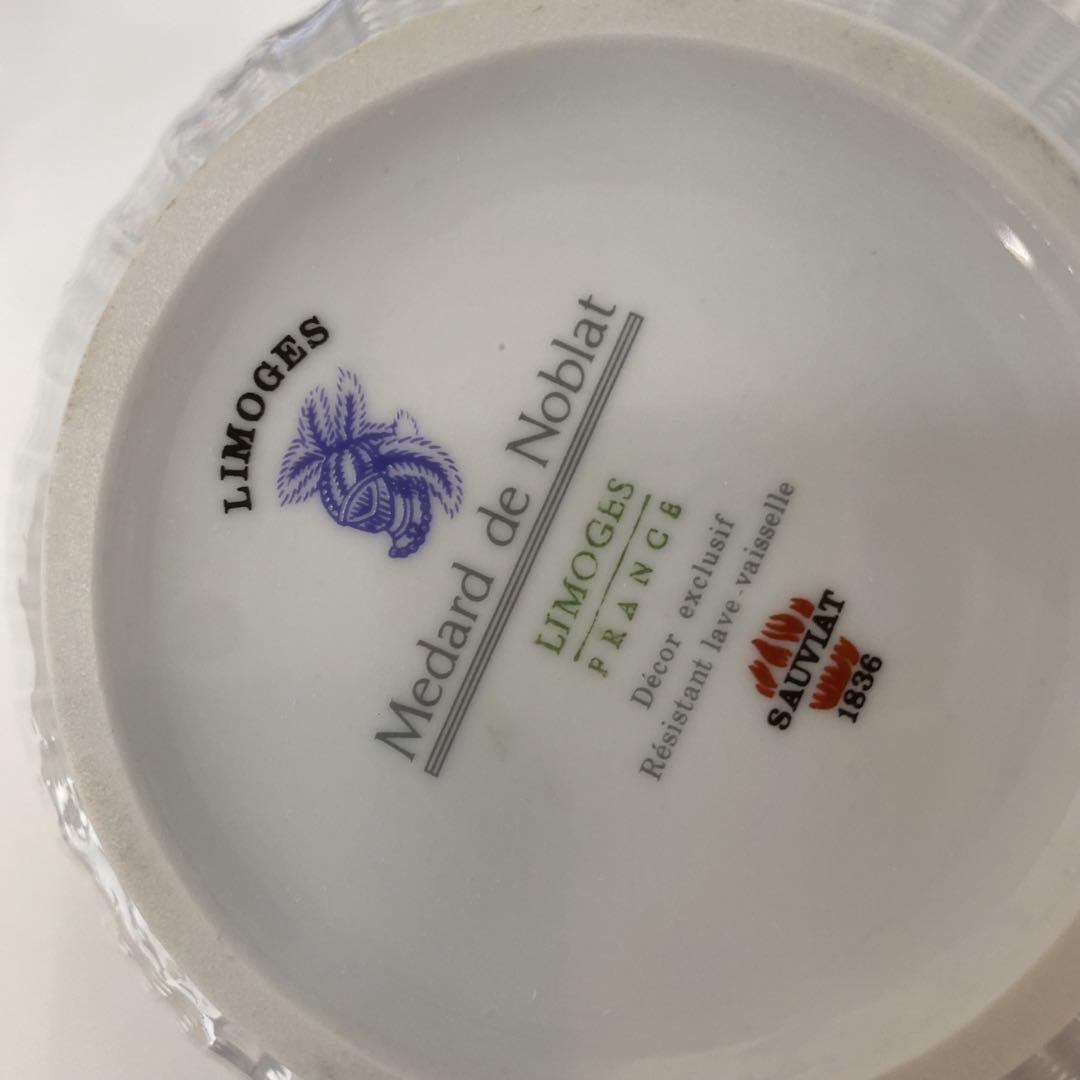 LIMOGES
Medard de Noblat
LIMOGES
FRANCE
Décor exclusif
Résistant lave-vaisselle
SAUVIAT
1836